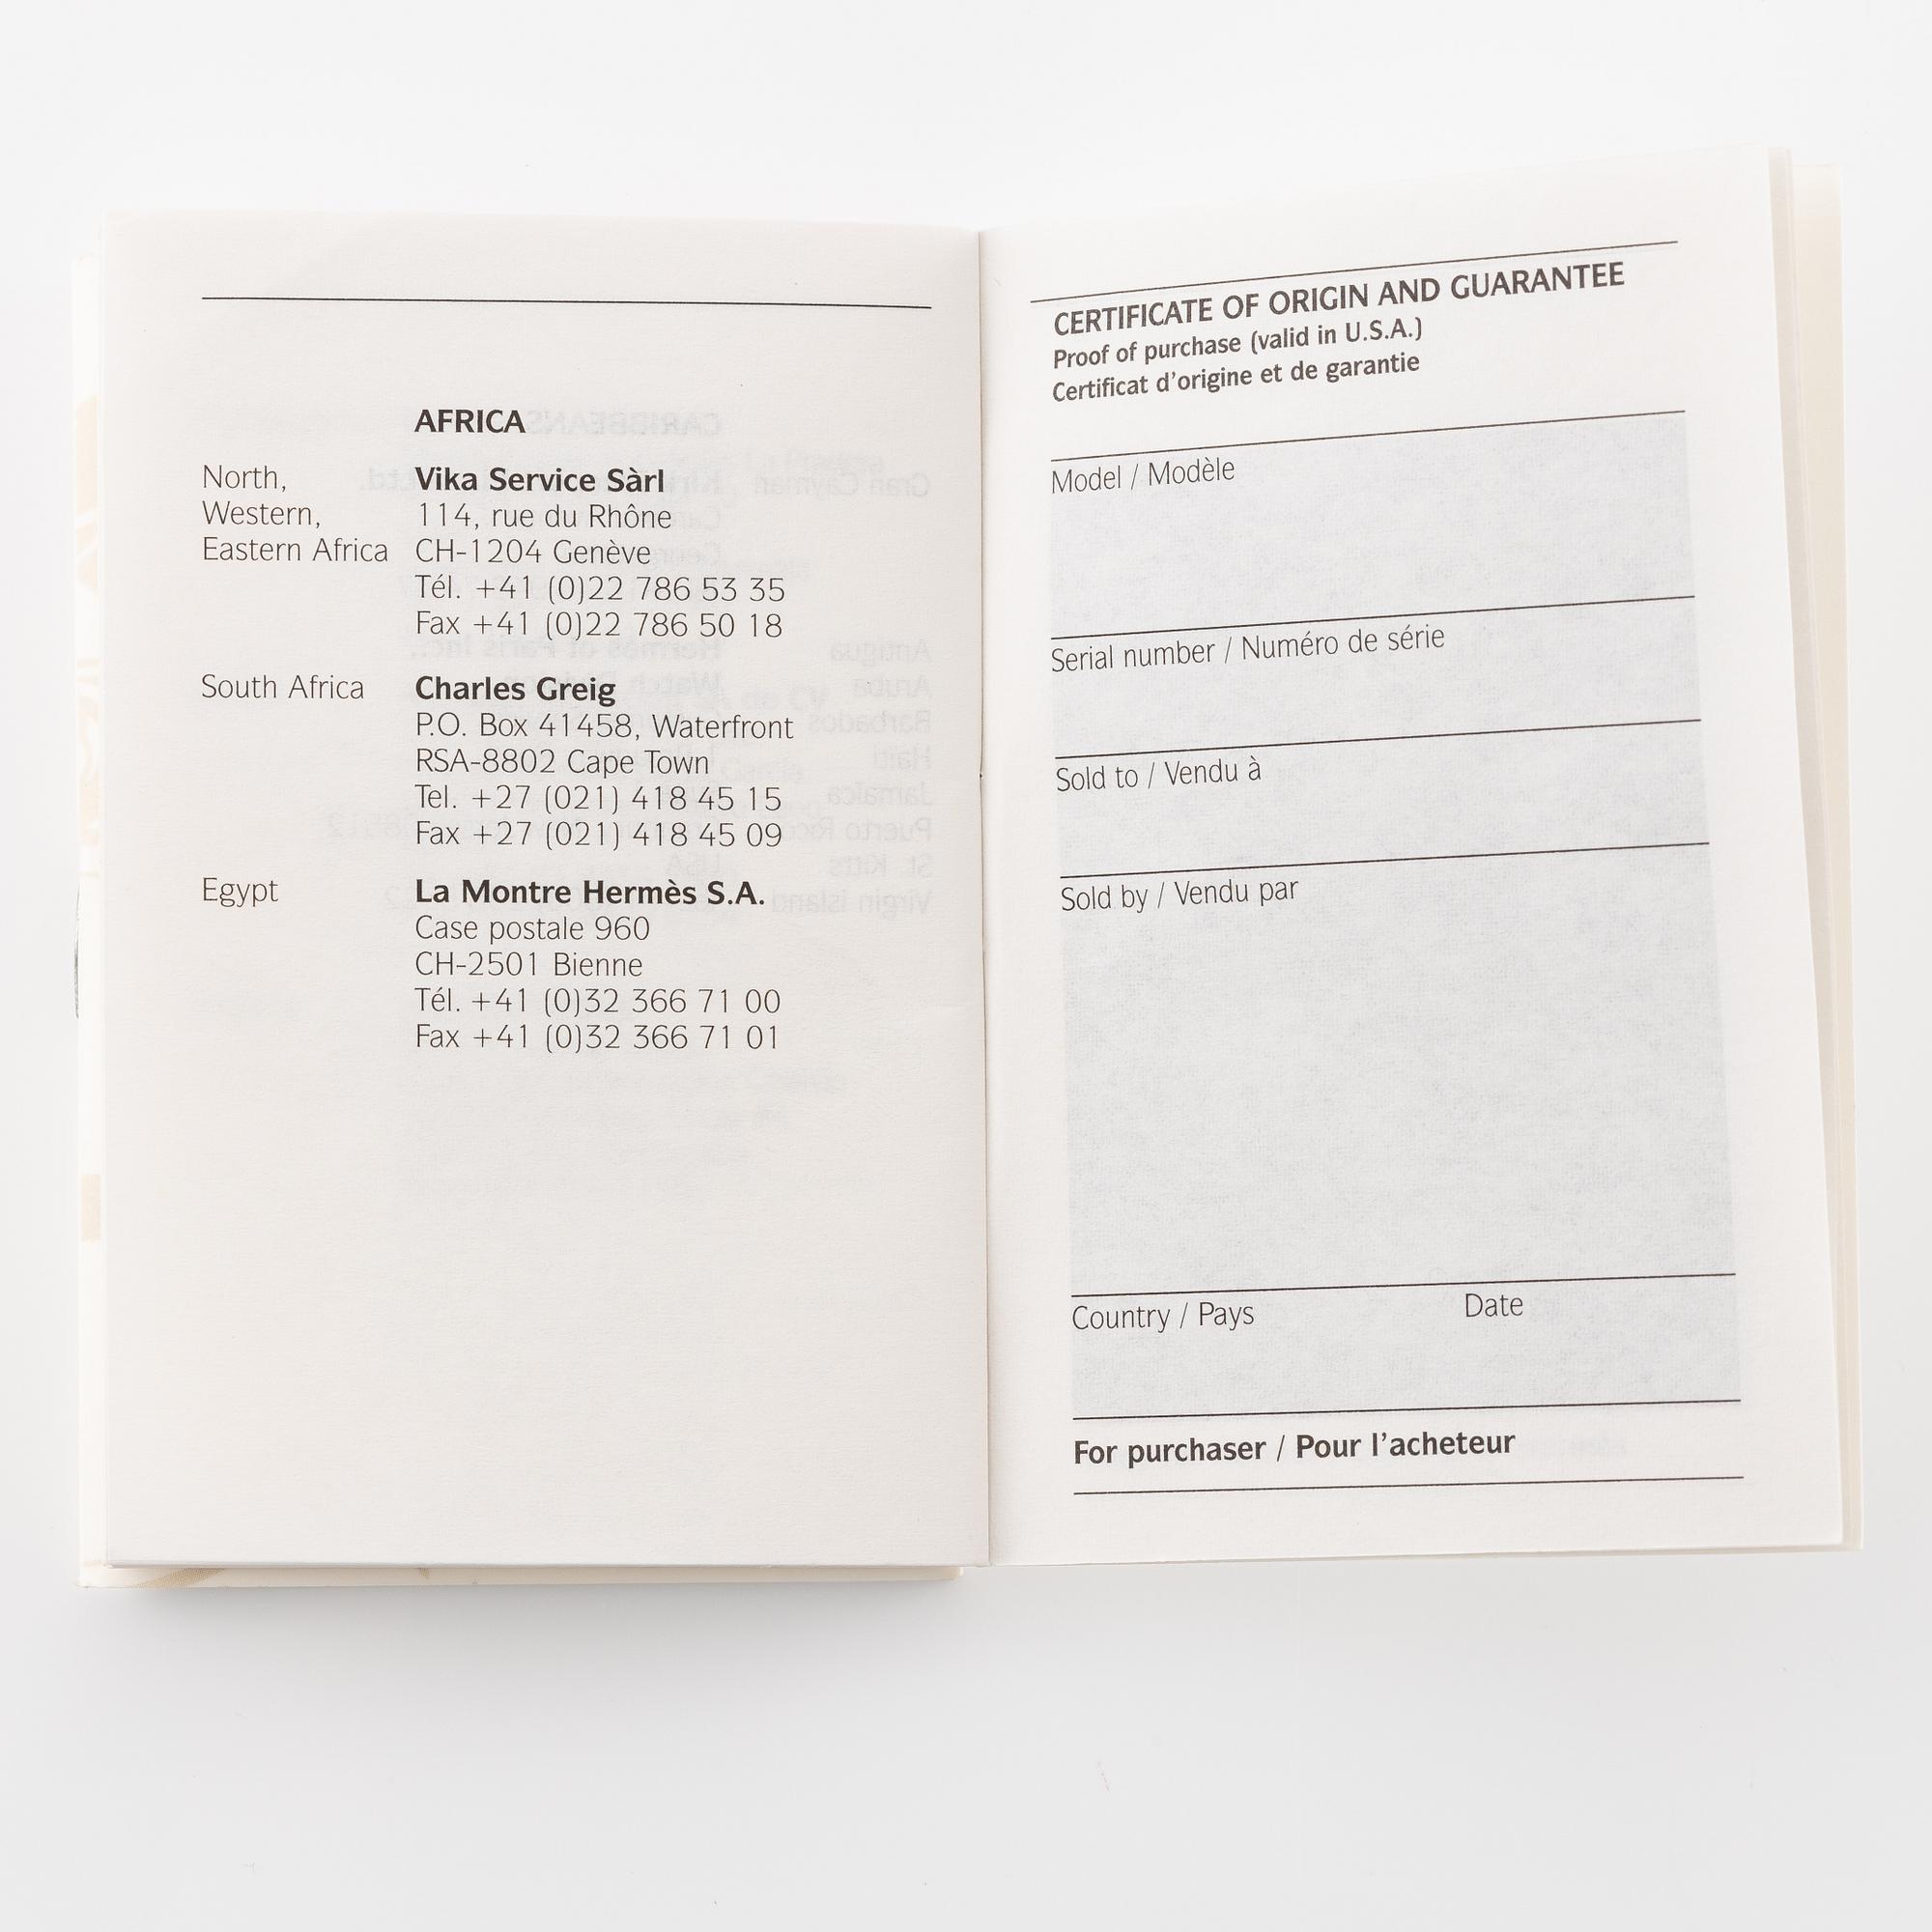 AFRICA
North, Vika Service Sàrl
Western, 114, rue du Rhône
Eastern Africa CH-1204 Genève
Tél. +41 (0)22 786 53 35
Fax +41 (0)22 786 50 18
South Africa Charles Greig
P.O. Box 41458, Waterfront
RSA-8802 Cape Town
Tel. +27 (021) 418 45 15
Fax +27 (021) 418 45 09
Egypt La Montre Hermès S.A.
Case postale 960
CH-2501 Bienne
Tél. +41 (0)32 366 71 00
Fax +41 (0)32 366 71 01
CERTIFICATE OF ORIGIN AND GUARANTEE
Proof of purchase (valid in U.S.A.)
Certificat d'origine et de garantie
Model / Modèle
Serial number / Numéro de série
Sold to / Vendu à
Sold by / Vendu par
Country / Pays Date
For purchaser / Pour l'acheteur